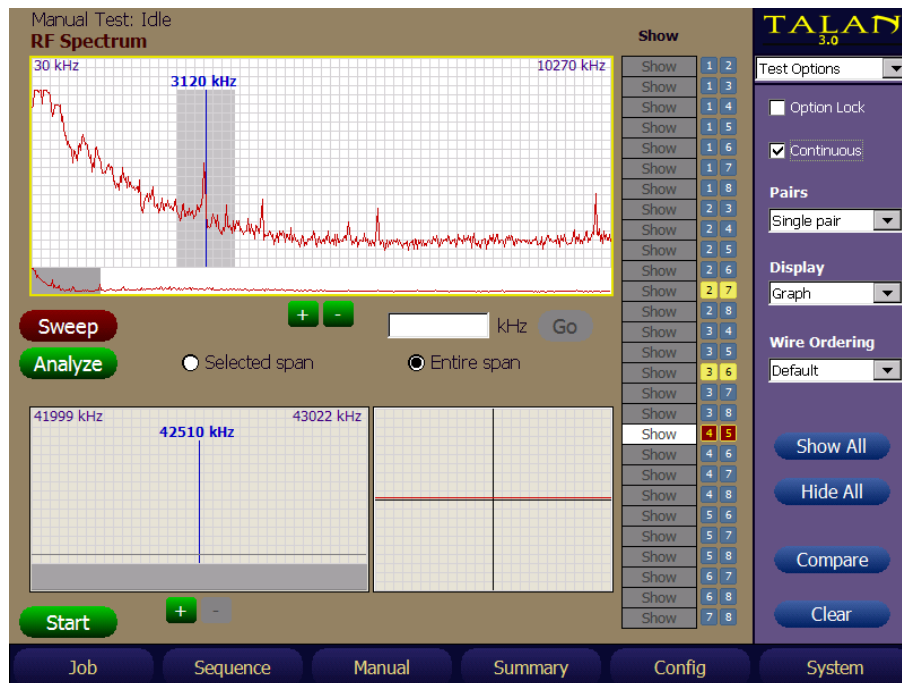 Manual Test: Idle
RF Spectrum
Show
TALAN
3.0
30 kHz
3120 kHz
10270 kHz
Sweep
+
-
kHz
Go
Analyze
Selected span
Entire span
41999 kHz
42510 kHz
43022 kHz
Start
+
-
Show 1 2
Show 1 3
Show 1 4
Show 1 5
Show 1 6
Show 1 7
Show 1 8
Show 2 3
Show 2 4
Show 2 5
Show 2 6
Show 2 7
Show 2 8
Show 3 4
Show 3 5
Show 3 6
Show 3 7
Show 3 8
Show 4 5
Show 4 6
Show 4 7
Show 4 8
Show 5 6
Show 5 7
Show 5 8
Show 6 7
Show 6 8
Show 7 8
Test Options
Option Lock
Continuous
Pairs
Single pair
Display
Graph
Wire Ordering
Default
Show All
Hide All
Compare
Clear
Job
Sequence
Manual
Summary
Config
System